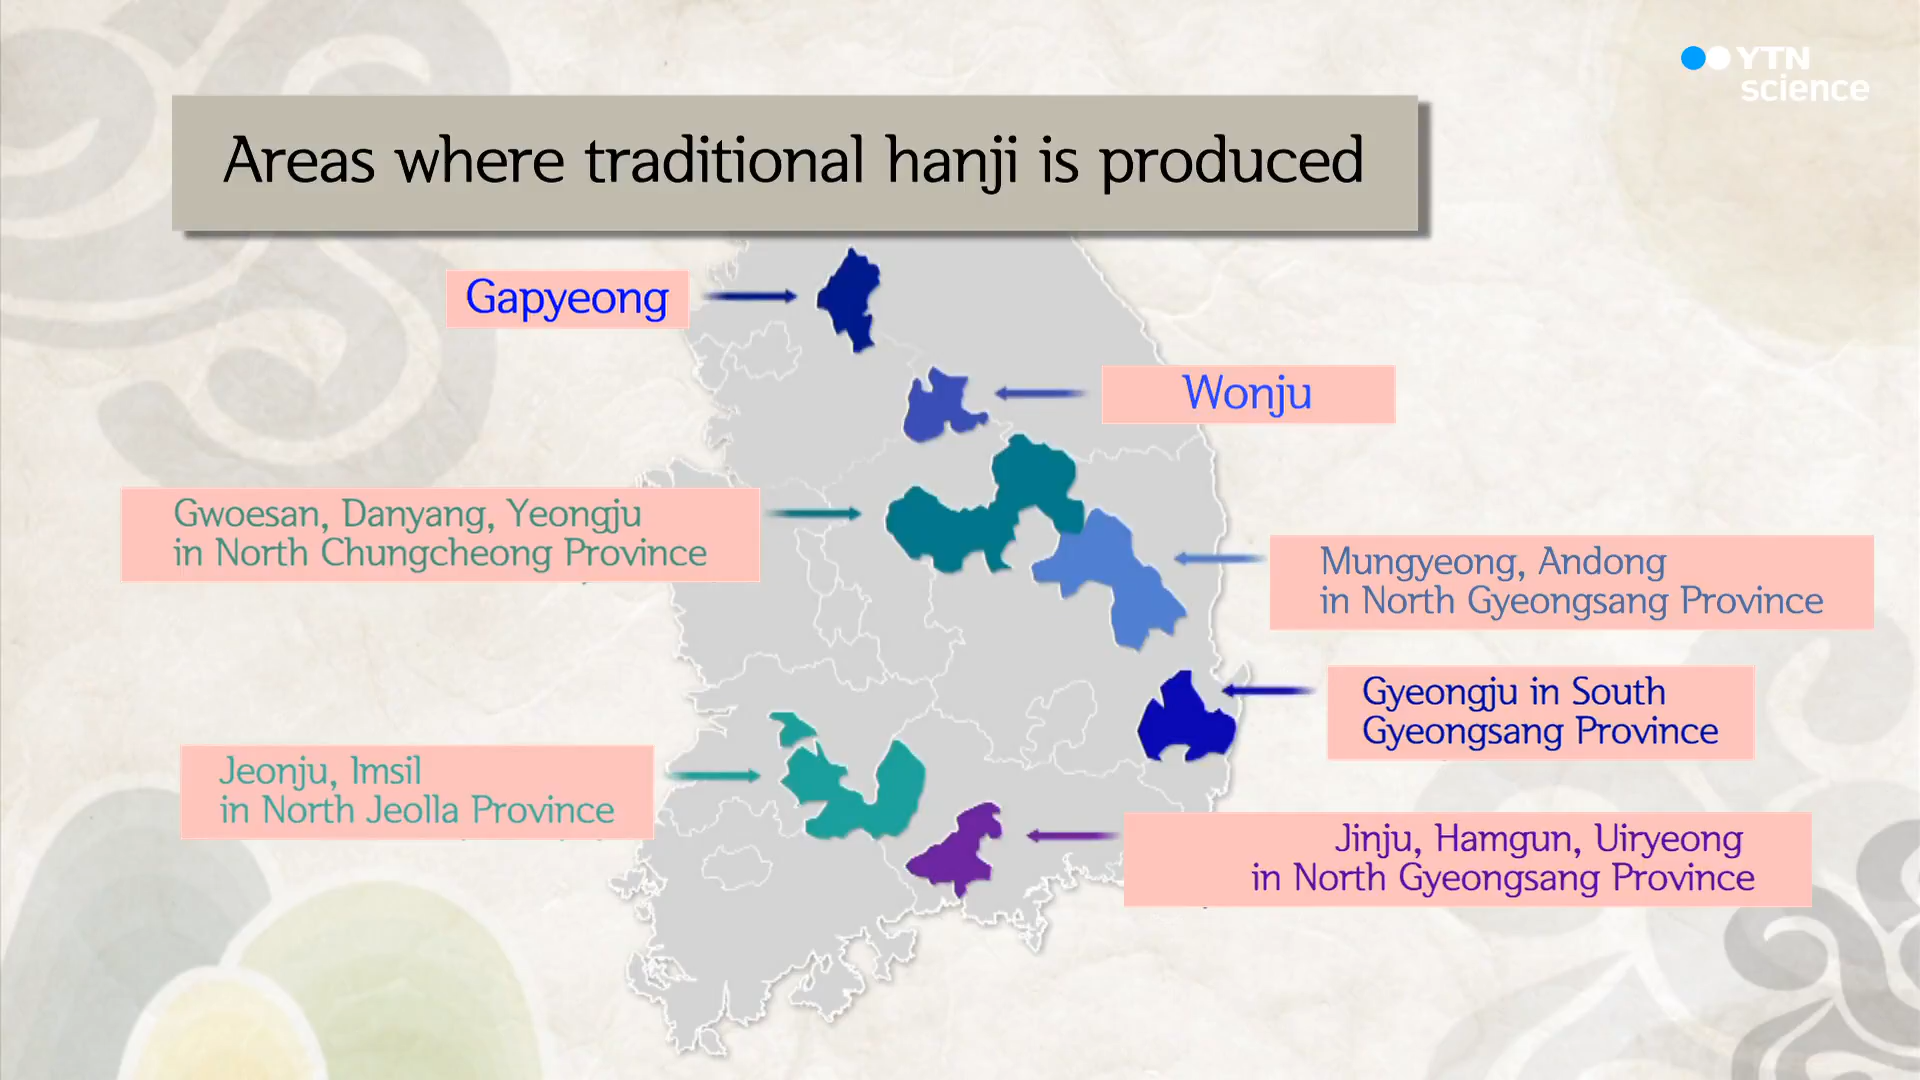 YTN
science
Areas where traditional hanji is produced
Gapyeong
Wonju
Gwoesan, Danyang, Yeongju
in North Chungcheong Province
Mungyeong, Andong
in North Gyeongsang Province
Gyeongju in South
Gyeongsang Province
Jeonju, Imsil
in North Jeolla Province
Jinju, Hamgun, Uiryeong
in North Gyeongsang Province